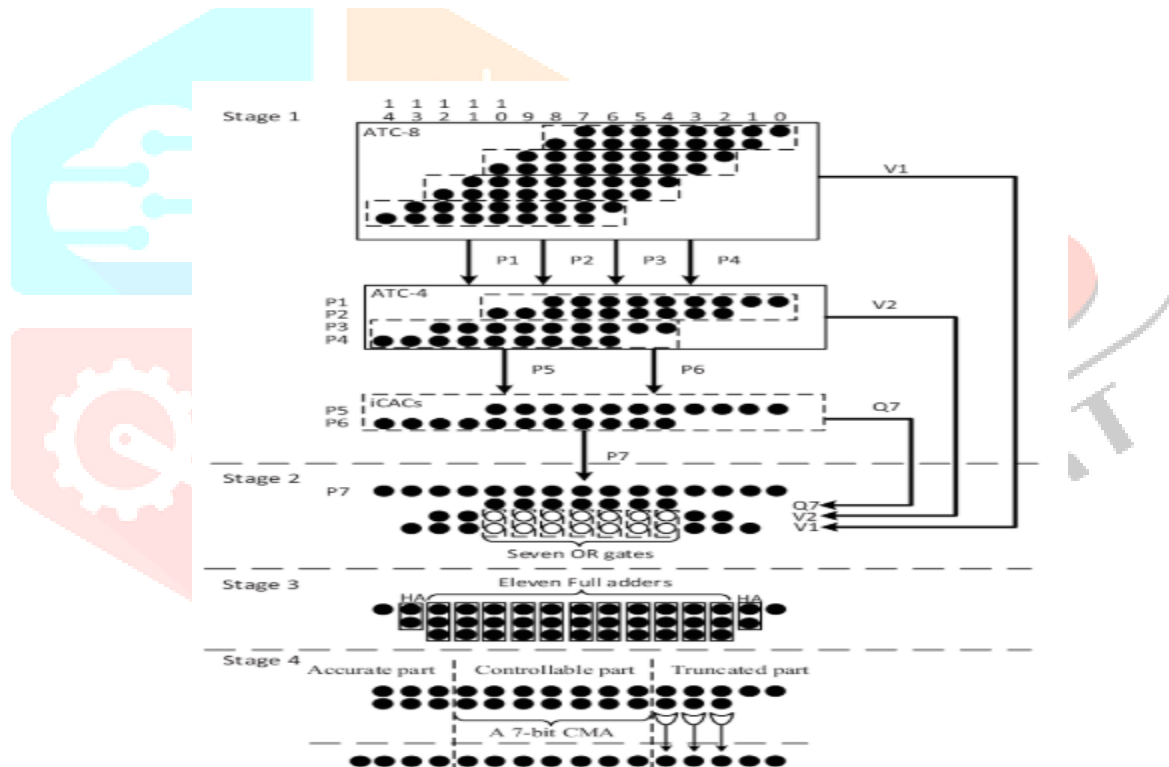 Stage 1
1 1 1 1 1
4 3 2 1 0 9 8 7 6 5 4 3 2 1 0
ATC-8
V1
P1 P2 P3 P4
ATC-4
P1
P2
P3
P4
V2
P5 P6
iCACs
P5
P6
Q7
P7
Stage 2
P7
Q7
V2
V1
Seven OR gates
Stage 3
Eleven Full adders
HA HA
Stage 4
Accurate part Controllable part Truncated part
A 7-bit CMA